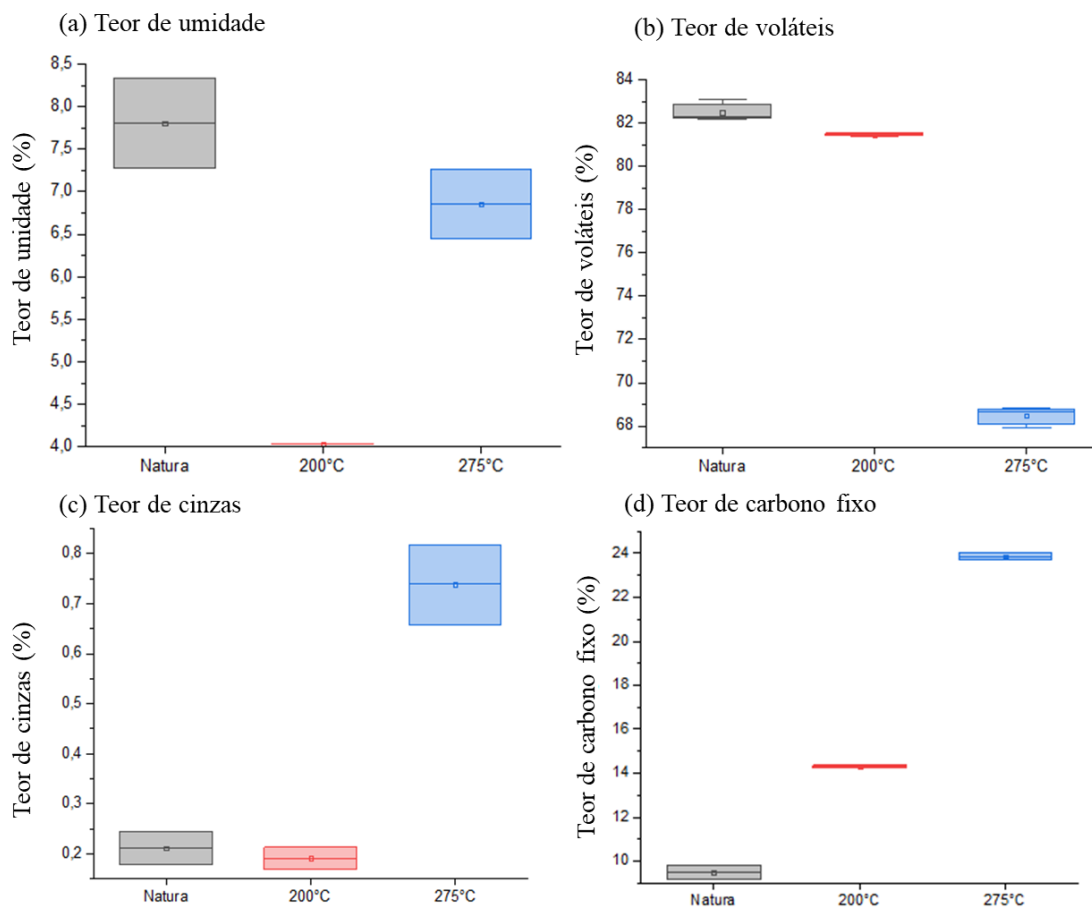 (a) Teor de umidade
Teor de unidade (%)
8,5
8,0
7,5
7,0
6,5
6,0
5,5
5,0
4,5
4,0
Natura
200°C
275°C
(b) Teor de voláteis
Teor de voláteis (%)
84
82
80
78
76
74
72
70
68
Natura
200°C
275°C
(c) Teor de cinzas
Teor de cinzas (%)
0,8
0,7
0,6
0,5
0,4
0,3
0,2
Natura
200°C
275°C
(d) Teor de carbono fixo
Teor de carbono fixo (%)
24
22
20
18
16
14
12
10
Natura
200°C
275°C